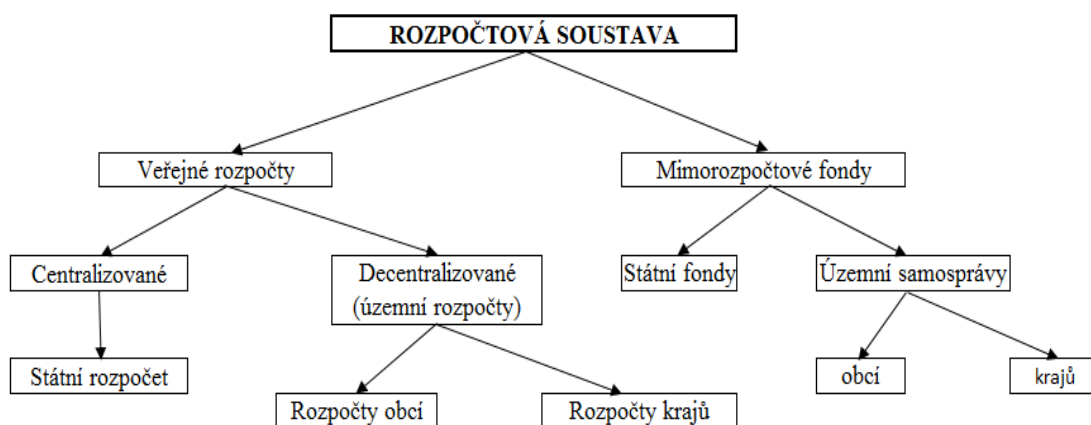 ROZPOČTOVÁ SOUSTAVA
Veřejné rozpočty
Mimorozpočtové fondy
Centralizované
Decentralizované
(územní rozpočty)
Státní fondy
Územní samosprávy
Státní rozpočet
Rozpočty obcí
Rozpočty krajů
obcí
krajů